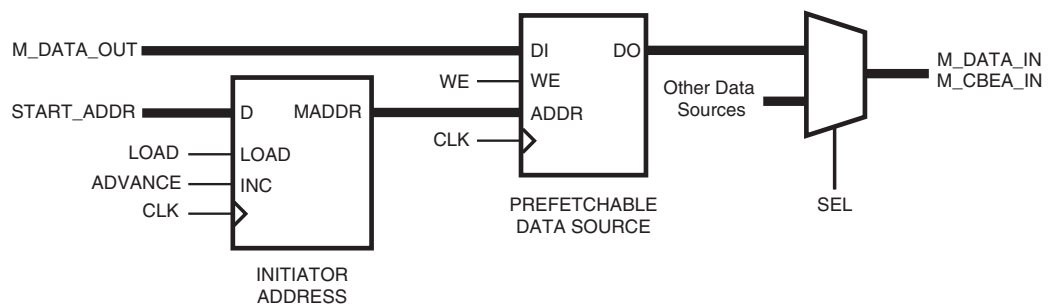 M_DATA_OUT
START_ADDR
LOAD
ADVANCE
CLK
D
LOAD
INC
MADDR
INITIATOR
ADDRESS
WE
CLK
DI
WE
ADDR
DO
PREFETCHABLE
DATA SOURCE
Other Data
Sources
SEL
M_DATA_IN
M_CBEA_IN